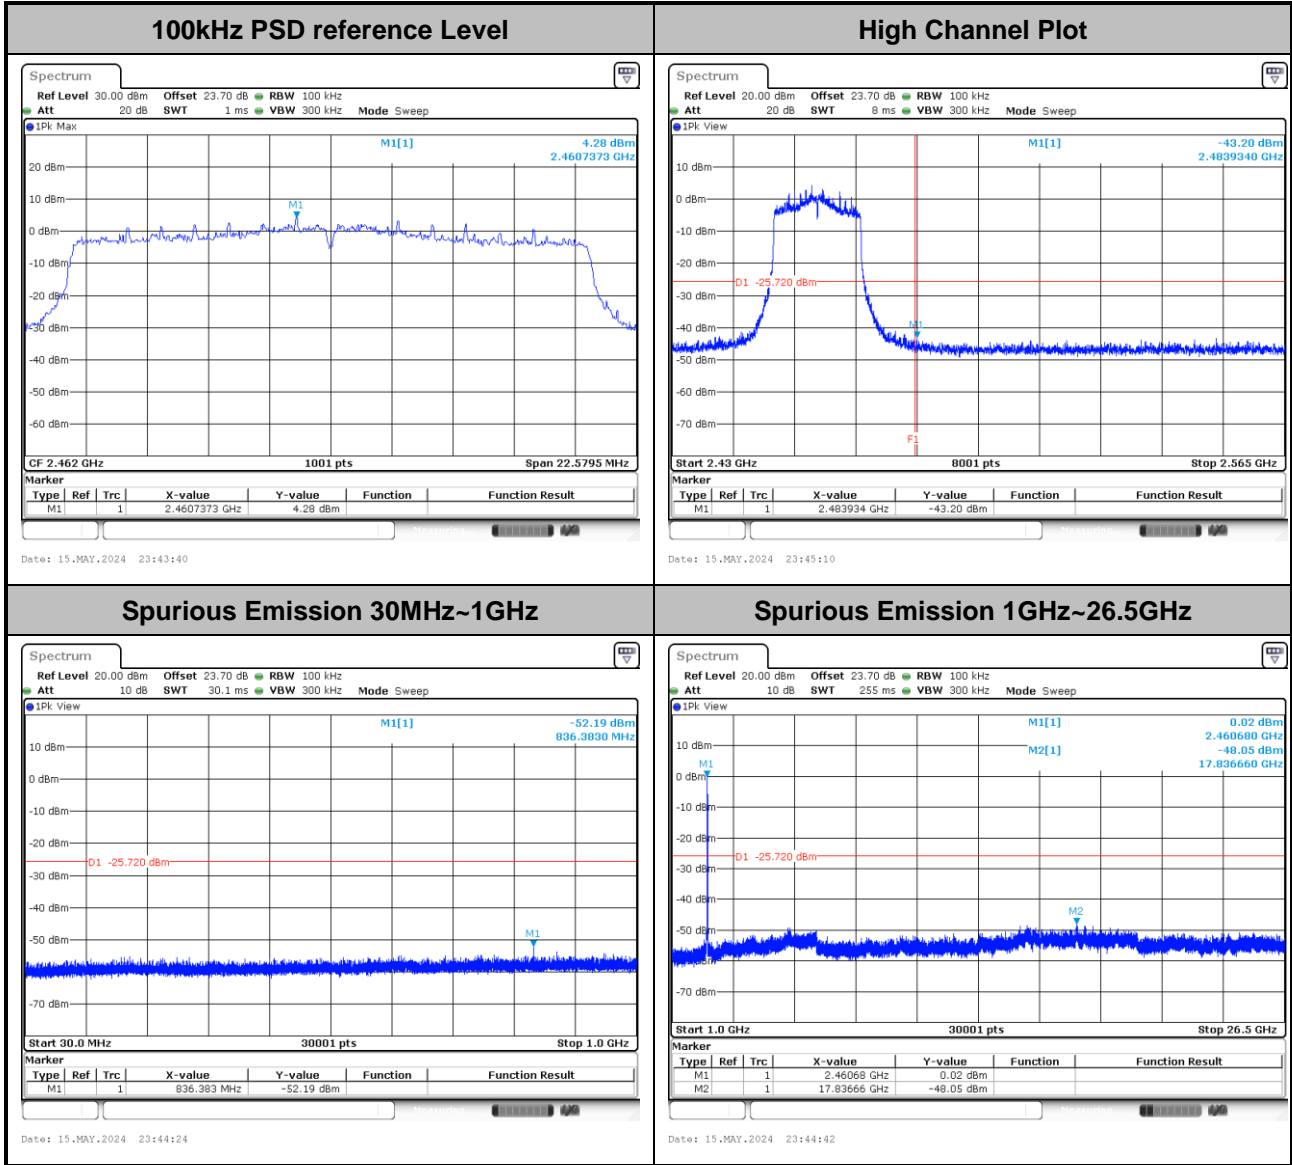 100kHz PSD reference Level
Spectrum
Ref Level 30.00 dBm Offset 23.70 dB RBW 100 kHz
Att 20 dB SWT 1 ms VBW 300 kHz Mode Sweep
1Pk Max
M1[1] 4.28 dBm
2.4607373 GHz
20 dBm
10 dBm
M1
0 dBm
-10 dBm
-20 dBm
-30 dBm
-40 dBm
-50 dBm
-60 dBm
CF 2.462 GHz 1001 pts Span 22.5795 MHz
Marker
Type Ref Trc X-value Y-value Function Function Result
M1 1 2.4607373 GHz 4.28 dBm
Date: 15.MAY.2024 23:43:40
High Channel Plot
Spectrum
Ref Level 20.00 dBm Offset 23.70 dB RBW 100 kHz
Att 20 dB SWT 8 ms VBW 300 kHz Mode Sweep
1Pk View
M1[1] -43.20 dBm
2.4839340 GHz
10 dBm
0 dBm
-10 dBm
-20 dBm
D1 -25.720 dBm
-30 dBm
M1
-40 dBm
-50 dBm
-60 dBm
-70 dBm
F1
Start 2.43 GHz 8001 pts Stop 2.565 GHz
Marker
Type Ref Trc X-value Y-value Function Function Result
M1 1 2.483934 GHz -43.20 dBm
Date: 15.MAY.2024 23:45:10
Spurious Emission 30MHz~1GHz
Spectrum
Ref Level 20.00 dBm Offset 23.70 dB RBW 100 kHz
Att 10 dB SWT 30.1 ms VBW 300 kHz Mode Sweep
1Pk View
M1[1] -52.19 dBm
836.3830 MHz
10 dBm
0 dBm
-10 dBm
-20 dBm
D1 -25.720 dBm
-30 dBm
-40 dBm
-50 dBm
M1
-70 dBm
Start 30.0 MHz 30001 pts Stop 1.0 GHz
Marker
Type Ref Trc X-value Y-value Function Function Result
M1 1 836.383 MHz -52.19 dBm
Date: 15.MAY.2024 23:44:24
Spurious Emission 1GHz~26.5GHz
Spectrum
Ref Level 20.00 dBm Offset 23.70 dB RBW 100 kHz
Att 10 dB SWT 255 ms VBW 300 kHz Mode Sweep
1Pk View
M1[1] 0.02 dBm
2.460680 GHz
M2[1] -48.05 dBm
17.836660 GHz
10 dBm
M1
0 dBm
-10 dBm
-20 dBm
D1 -25.720 dBm
-30 dBm
-40 dBm
M2
-50 dBm
-70 dBm
Start 1.0 GHz 30001 pts Stop 26.5 GHz
Marker
Type Ref Trc X-value Y-value Function Function Result
M1 1 2.46068 GHz 0.02 dBm
M2 1 17.83666 GHz -48.05 dBm
Date: 15.MAY.2024 23:44:42